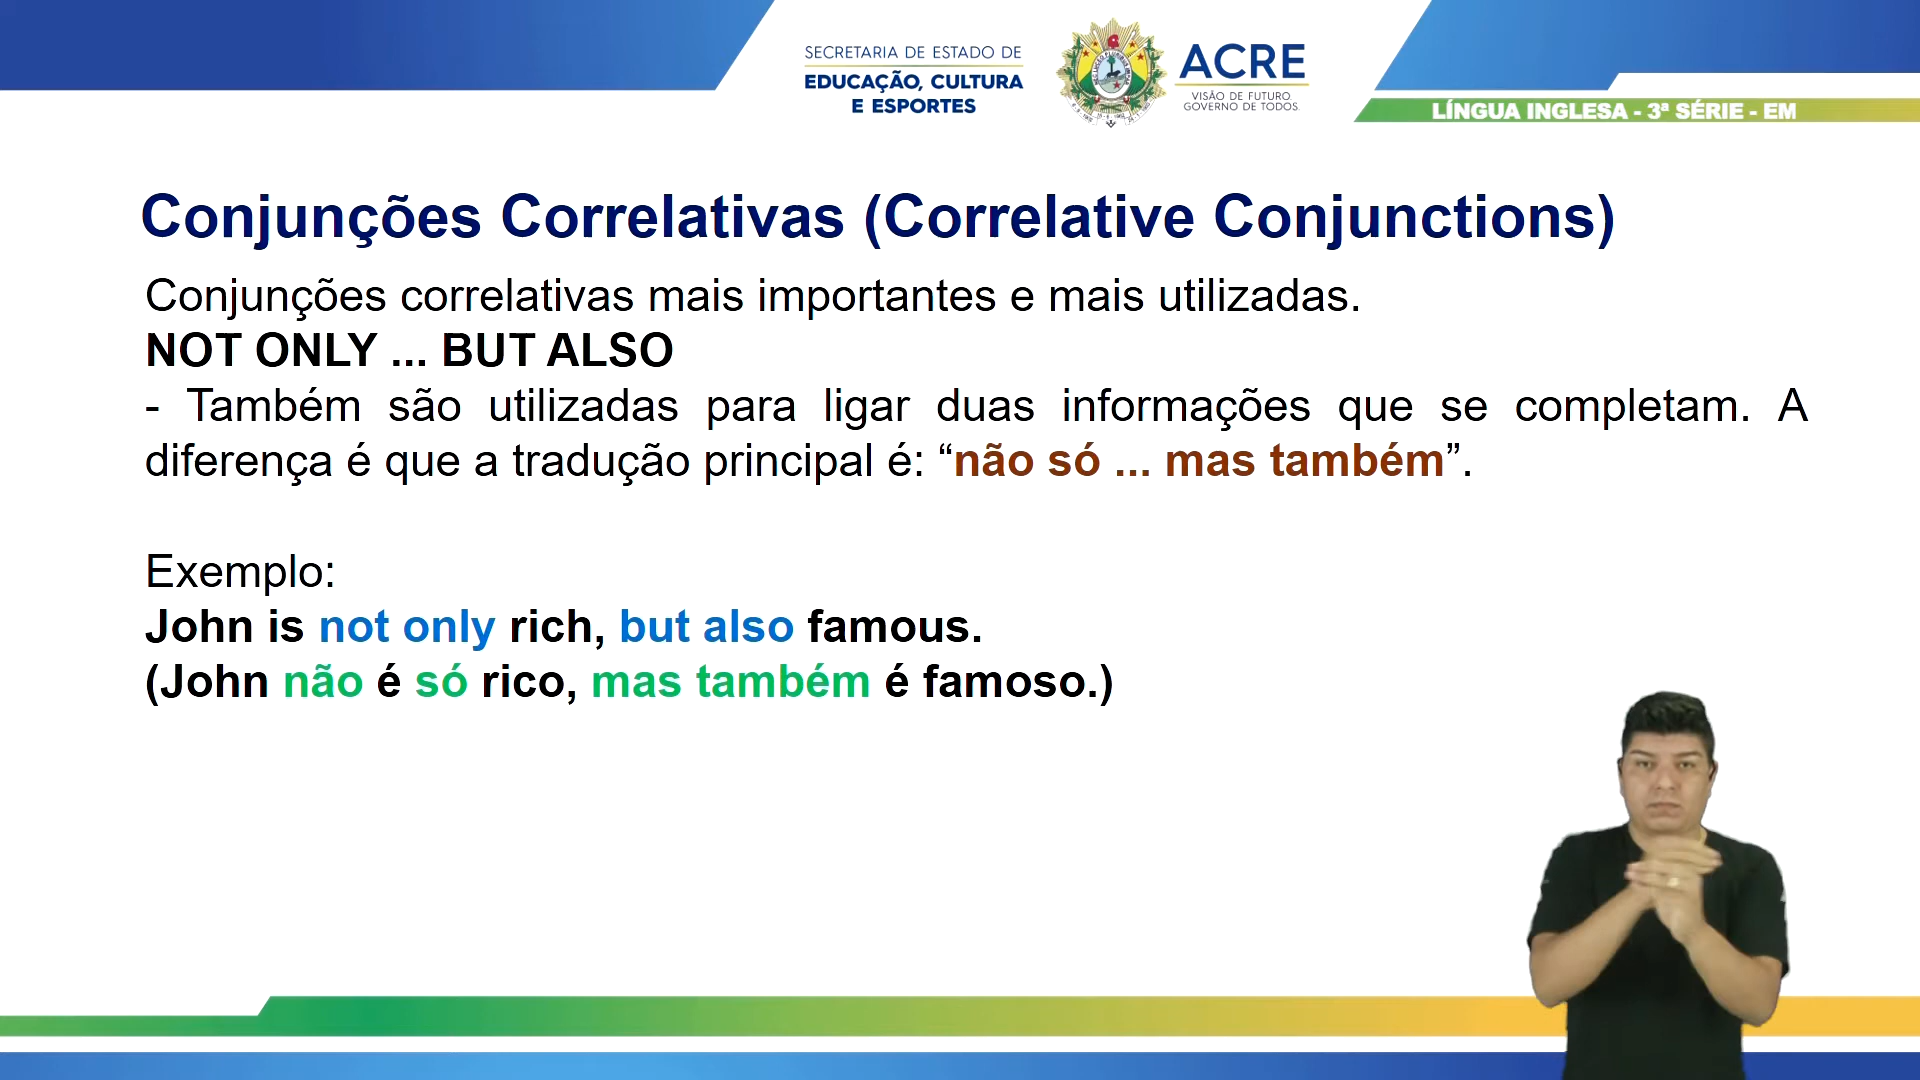 SECRETARIA DE ESTADO DE
EDUCAÇÃO, CULTURA
E ESPORTES
ACRE
VISÃO DE FUTURO.
GOVERNO DE TODOS.
LÍNGUA INGLESA - 3ª SÉRIE - EM
Conjunções Correlativas (Correlative Conjunctions)
Conjunções correlativas mais importantes e mais utilizadas.
NOT ONLY ... BUT ALSO
- Também são utilizadas para ligar duas informações que se completam. A
diferença é que a tradução principal é: “não só ... mas também”.
Exemplo:
John is not only rich, but also famous.
(John não é só rico, mas também é famoso.)